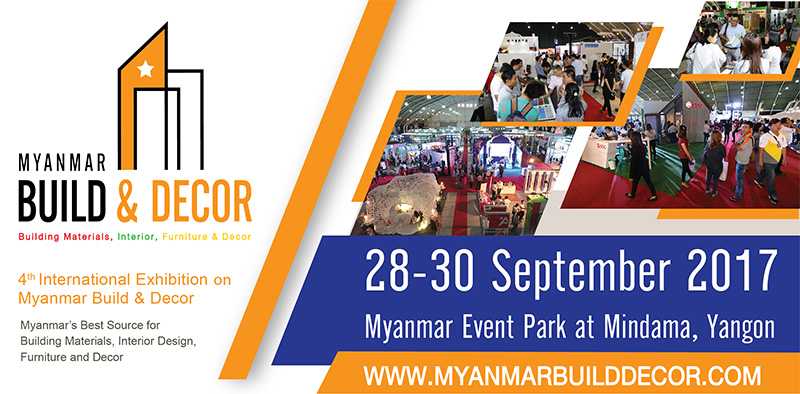 MYANMAR
BUILD & DECOR
Building Materials, Interior, Furniture & Decor
4th International Exhibition on
Myanmar Build & Decor
Myanmar's Best Source for
Building Materials, Interior Design,
Furniture and Decor
28-30 September 2017
Myanmar Event Park at Mindama, Yangon
WWW.MYANMARBUILDDECOR.COM